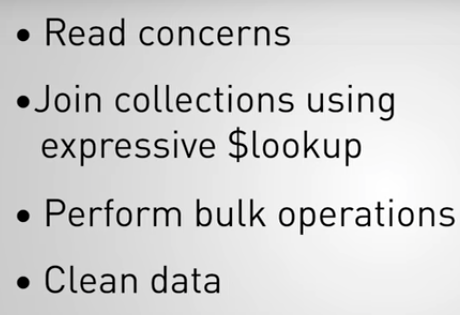 • Read concerns
•Join collections using
expressive $lookup
• Perform bulk operations
• Clean data